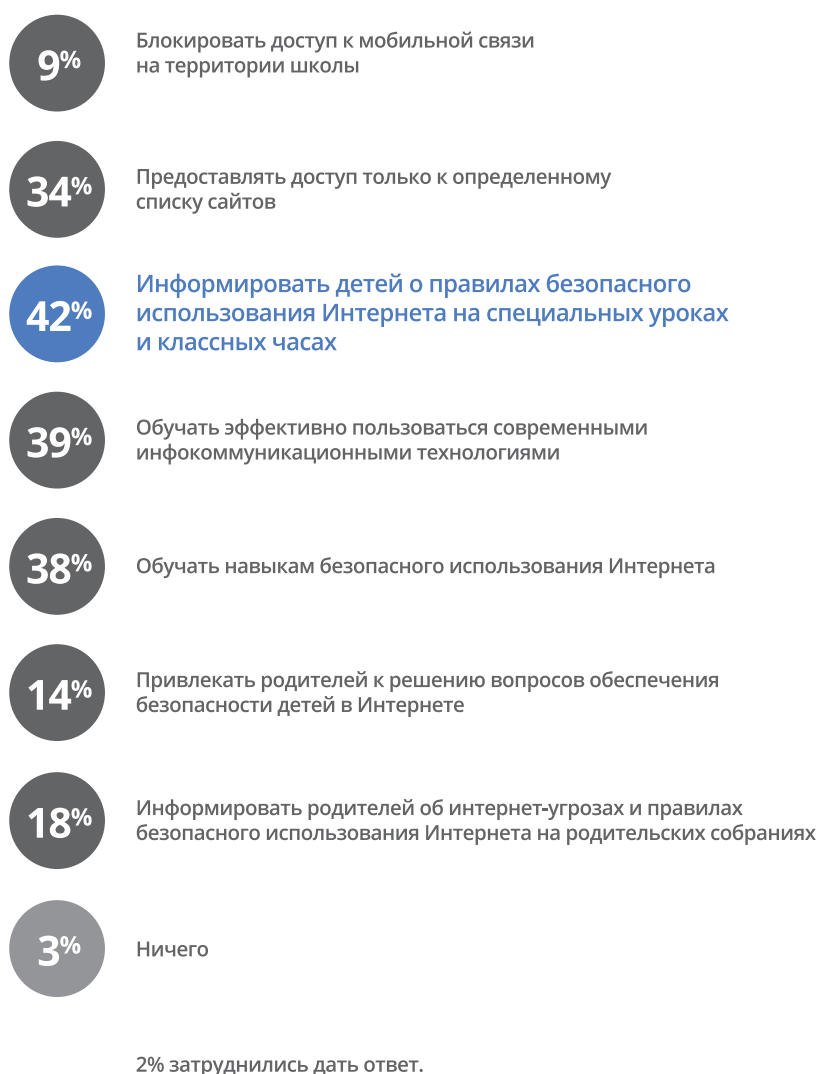 9%
Блокировать доступ к мобильной связи
на территории школы
34%
Предоставлять доступ только к определенному
списку сайтов
42%
Информировать детей о правилах безопасного
использования Интернета на специальных уроках
и классных часах
39%
Обучать эффективно пользоваться современными
инфокоммуникационными технологиями
38%
Обучать навыкам безопасного использования Интернета
14%
Привлекать родителей к решению вопросов обеспечения
безопасности детей в Интернете
18%
Информировать родителей об интернет-угрозах и правилах
безопасного использования Интернета на родительских собраниях
3%
Ничего
2% затруднились дать ответ.